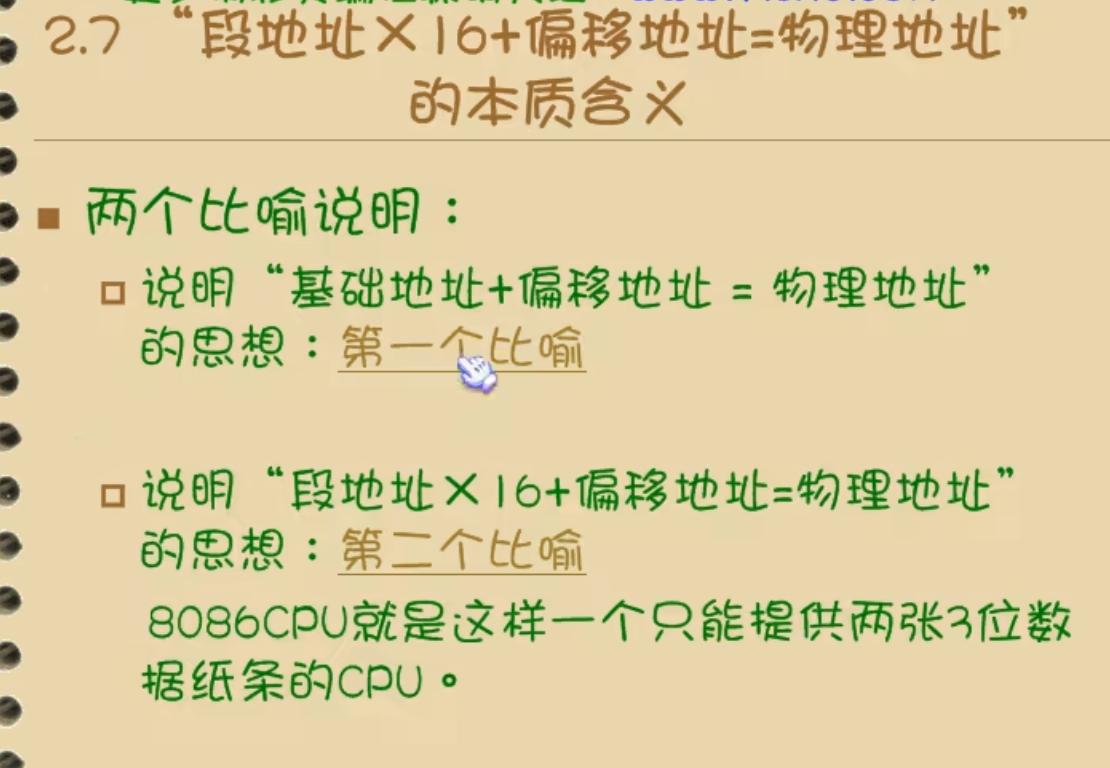 2.7 “段地址×16+偏移地址=物理地址”
的本质含义
两个比喻说明：
说明“基础地址+偏移地址 = 物理地址”
的思想：第一个比喻
说明“段地址×16+偏移地址=物理地址”
的思想：第二个比喻
8086CPU就是这样一个只能提供两张3位数
据纸条的CPU。